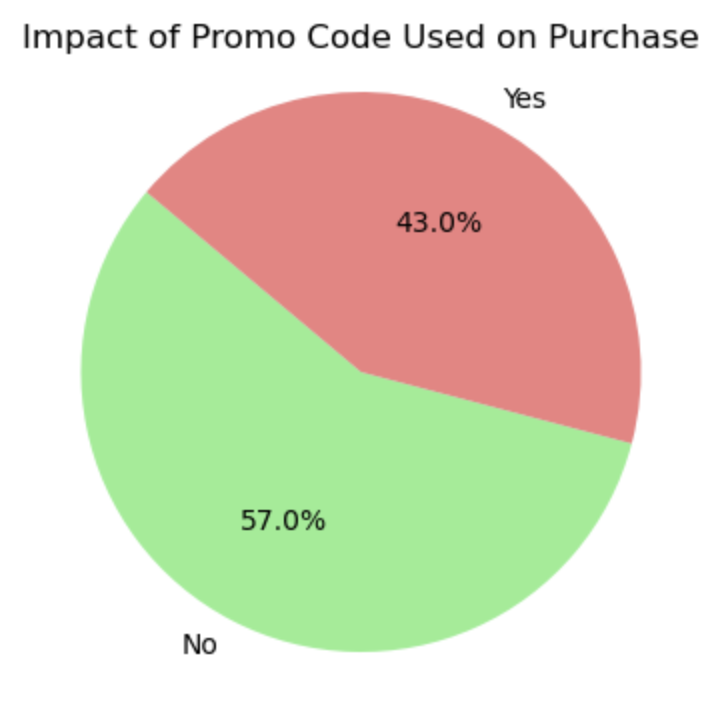 Impact of Promo Code Used on Purchase
Yes
43.0%
57.0%
No